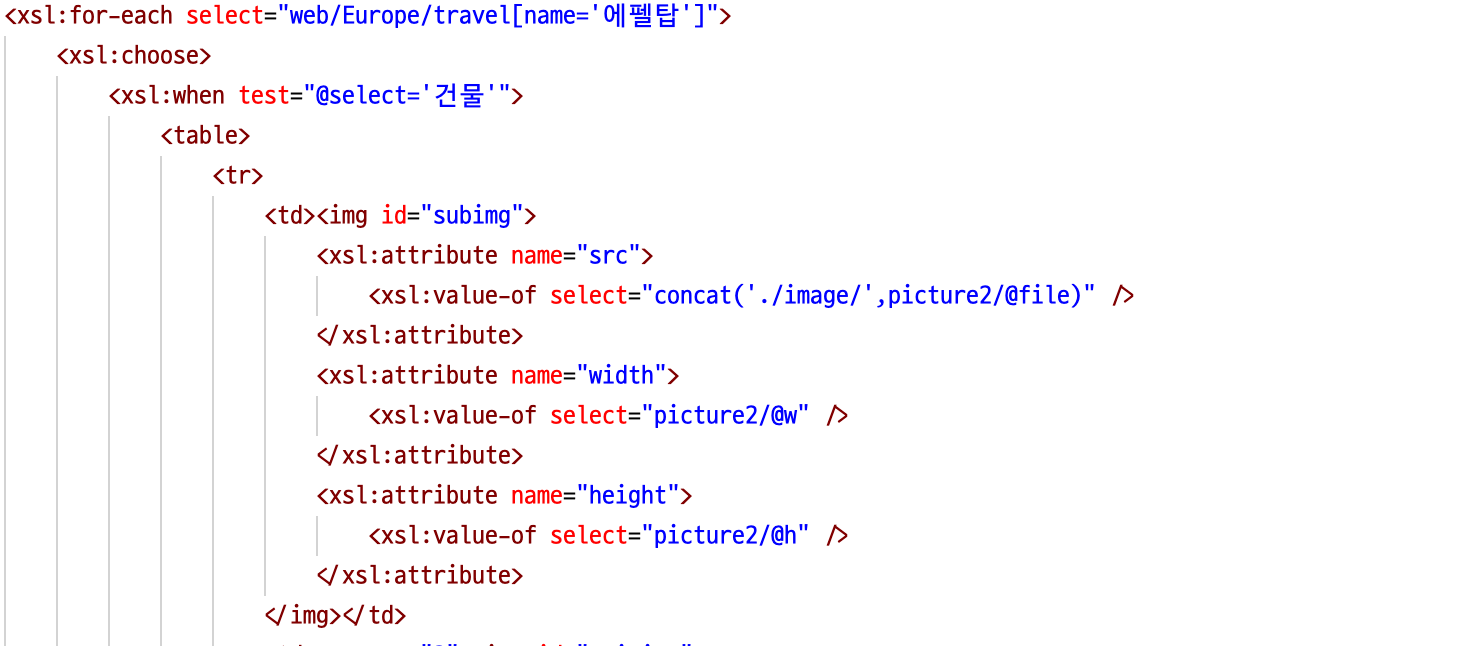 <xsl:for-each select="web/Europe/travel[name='에펠탑']">
<xsl:choose>
<xsl:when test="@select='건물'">
<table>
<tr>
<td><img id="subimg">
<xsl:attribute name="src">
<xsl:value-of select="concat('./image/',picture2/@file)" />
</xsl:attribute>
<xsl:attribute name="width">
<xsl:value-of select="picture2/@w" />
</xsl:attribute>
<xsl:attribute name="height">
<xsl:value-of select="picture2/@h" />
</xsl:attribute>
</img></td>